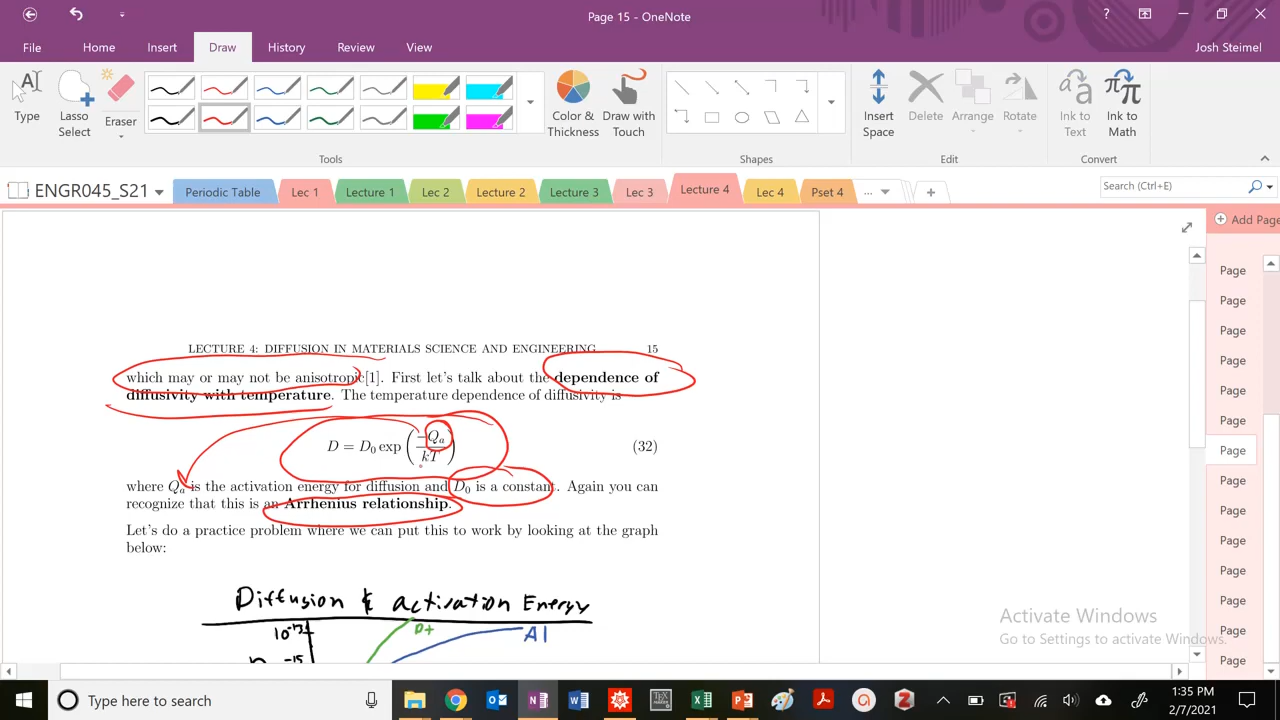 Page 15 - OneNote
?
File Home Insert Draw History Review View Josh Steimel
Type Lasso Select Eraser Color & Thickness Draw with Touch Insert Space Delete Arrange Rotate Ink to Text Ink to Math
Tools Shapes Edit Convert
ENGR045_S21 Periodic Table Lec 1 Lecture 1 Lec 2 Lecture 2 Lecture 3 Lec 3 Lecture 4 Lec 4 Pset 4 ... + Search (Ctrl+E)
Add Page
Page
Page
Page
Page
Page
Page
Page
Page
Page
Page
Page
Page
Page
Page
LECTURE 4: DIFFUSION IN MATERIALS SCIENCE AND ENGINEERING 15
which may or may not be anisotropic[1]. First let's talk about the dependence of
diffusivity with temperature. The temperature dependence of diffusivity is
D = D₀ exp (−Qₐ / kT) (32)
where Qₐ is the activation energy for diffusion and D₀ is a constant. Again you can
recognize that this is an Arrhenius relationship.
Let's do a practice problem where we can put this to work by looking at the graph
below:
Diffusion & activation Energy
Al
Activate Windows
Go to Settings to activate Windows.
Type here to search
1:35 PM
2/7/2021